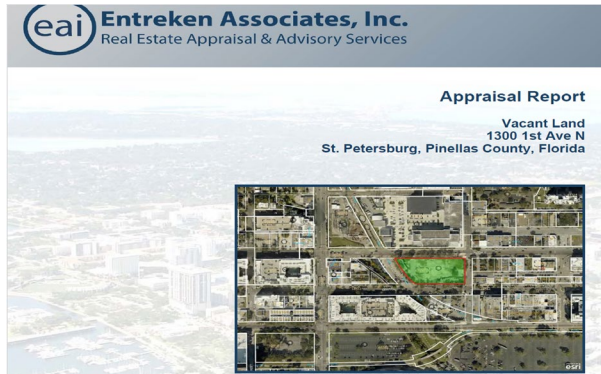 eai
Entreken Associates, Inc.
Real Estate Appraisal & Advisory Services
Appraisal Report
Vacant Land
1300 1st Ave N
St. Petersburg, Pinellas County, Florida
esri